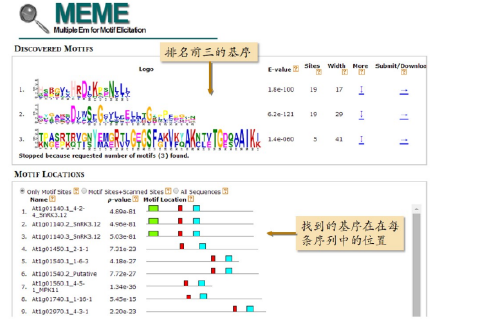 MEME
Multiple Em for Motif Elicitation
DISCOVERED MOTIFS
排名前三的基序
Logo E-value ? Sites ? Width ? More ? Submit/Download ?
1. 1.8e-100 19 17 ↓ →
2. 6.2e-121 19 29 ↓ →
3. 1.4e-060 5 41 ↓ →
Stopped because requested number of motifs (3) found.
MOTIF LOCATIONS
Only Motif Sites ? Motif Sites+Scanned Sites ? All Sequences ?
Name ? p-value ? Motif Location ?
1. At1g01140.1_4-2-4_SnRK3.12 4.89e-81
2. At1g01140.2_SnRK3.12 4.96e-81
3. At1g01140.3_SnRK3.12 5.03e-81
4. At1g01450.1_2-1-1 7.31e-23
5. At1g01540.1_1-6-3 4.18e-27
6. At1g01540.2_Putative 7.72e-27
7. At1g01560.1_4-5-1_MPK11 1.34e-36
8. At1g01740.1_1-16-1 5.45e-15
9. At1g02970.1_4-3-1 2.20e-23
找到的基序在在每
条序列中的位置